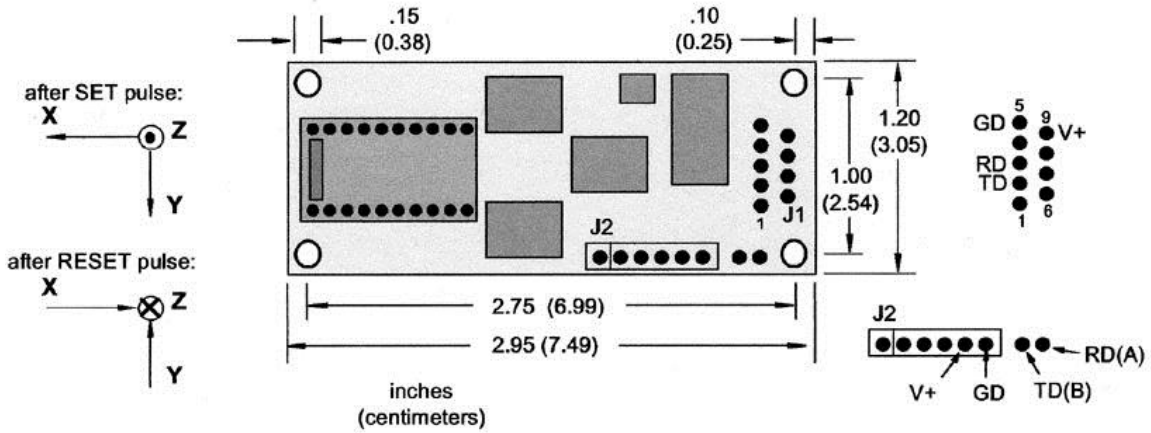 .15
(0.38)
.10
(0.25)
after SET pulse:
X
Z
Y
after RESET pulse:
X
Z
Y
1.20
(3.05)
1.00
(2.54)
J1
1
J2
2.75 (6.99)
2.95 (7.49)
inches
(centimeters)
5
9
GD
V+
RD
TD
1
6
J2
V+
GD
TD(B)
RD(A)